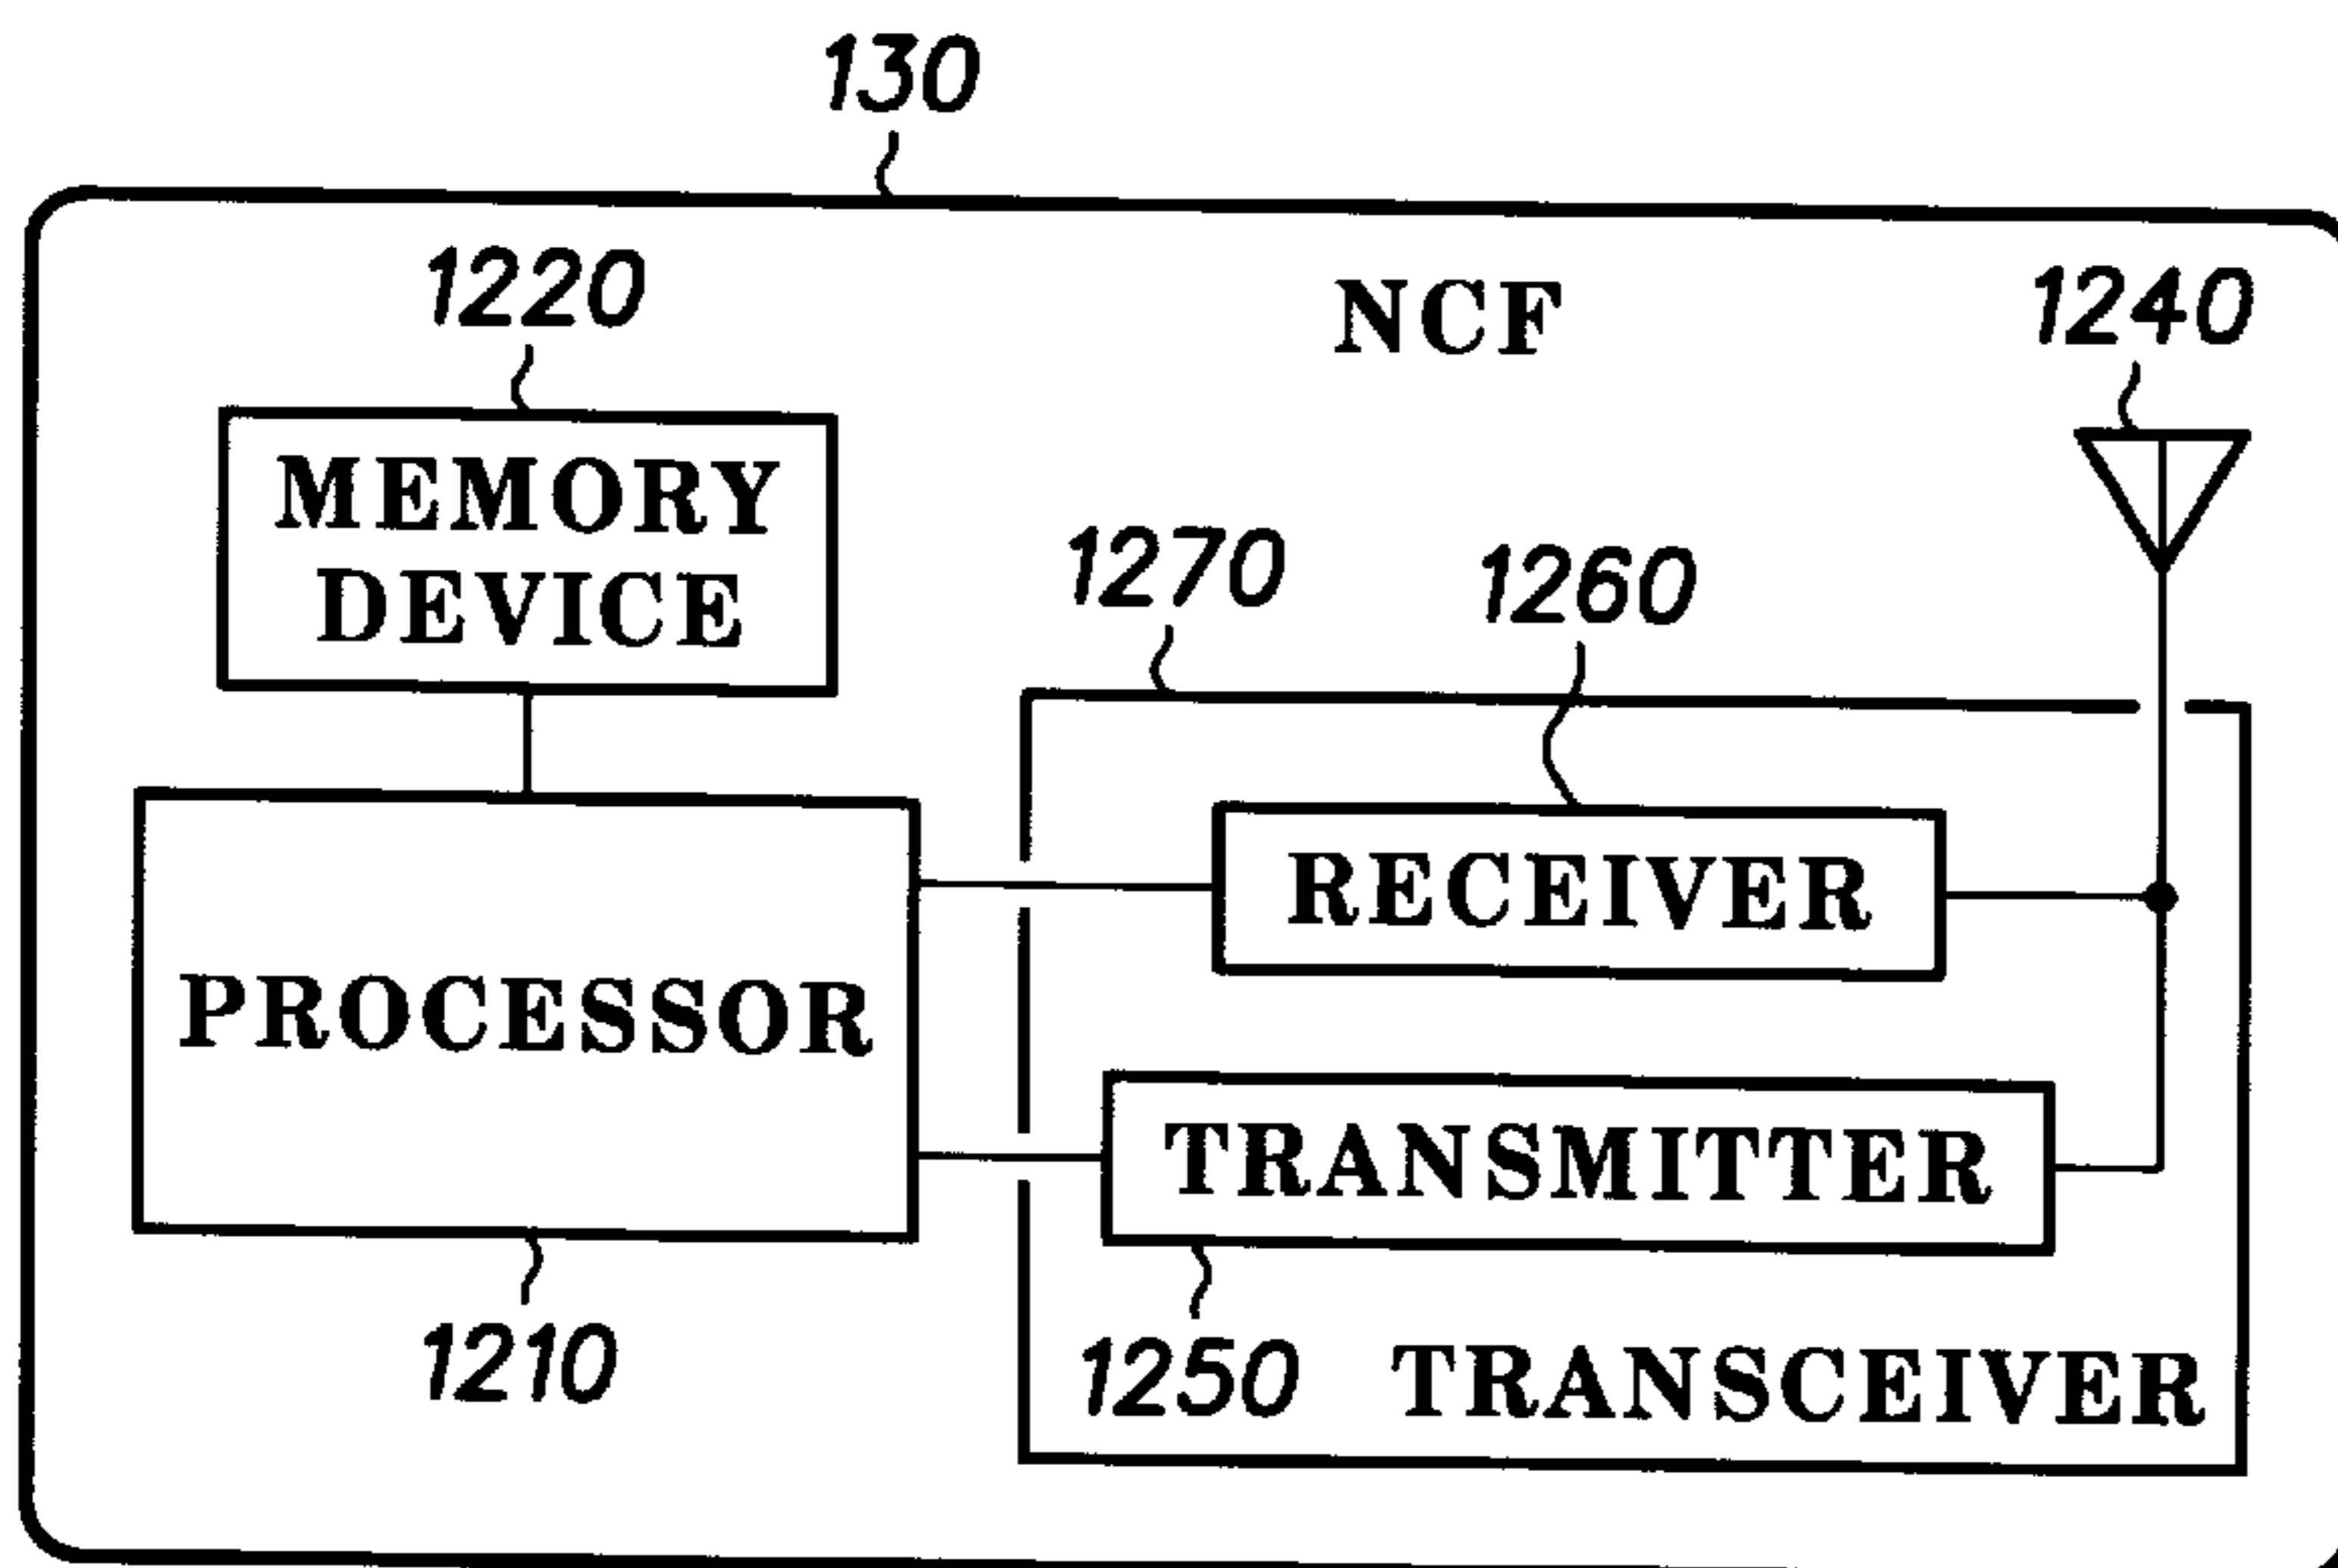 130
1220
NCF
1240
MEMORY
DEVICE
1270
1260
RECEIVER
PROCESSOR
TRANSMITTER
1210
1250
TRANSCEIVER